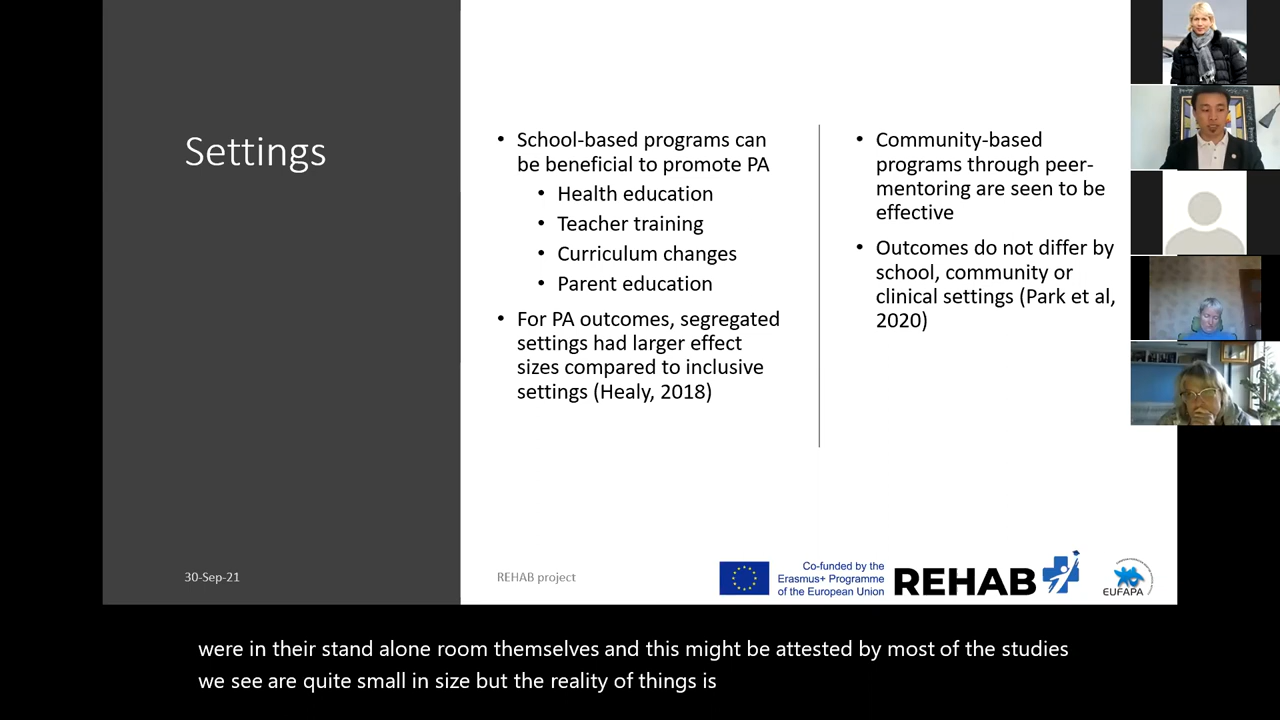 Settings
• School-based programs can
be beneficial to promote PA
• Health education
• Teacher training
• Curriculum changes
• Parent education
• For PA outcomes, segregated
settings had larger effect
sizes compared to inclusive
settings (Healy, 2018)
• Community-based
programs through peer-
mentoring are seen to be
effective
• Outcomes do not differ by
school, community or
clinical settings (Park et al,
2020)
30-Sep-21
REHAB project
Co-funded by the
Erasmus+ Programme
of the European Union
REHAB
EUFAPA
were in their stand alone room themselves and this might be attested by most of the studies
we see are quite small in size but the reality of things is